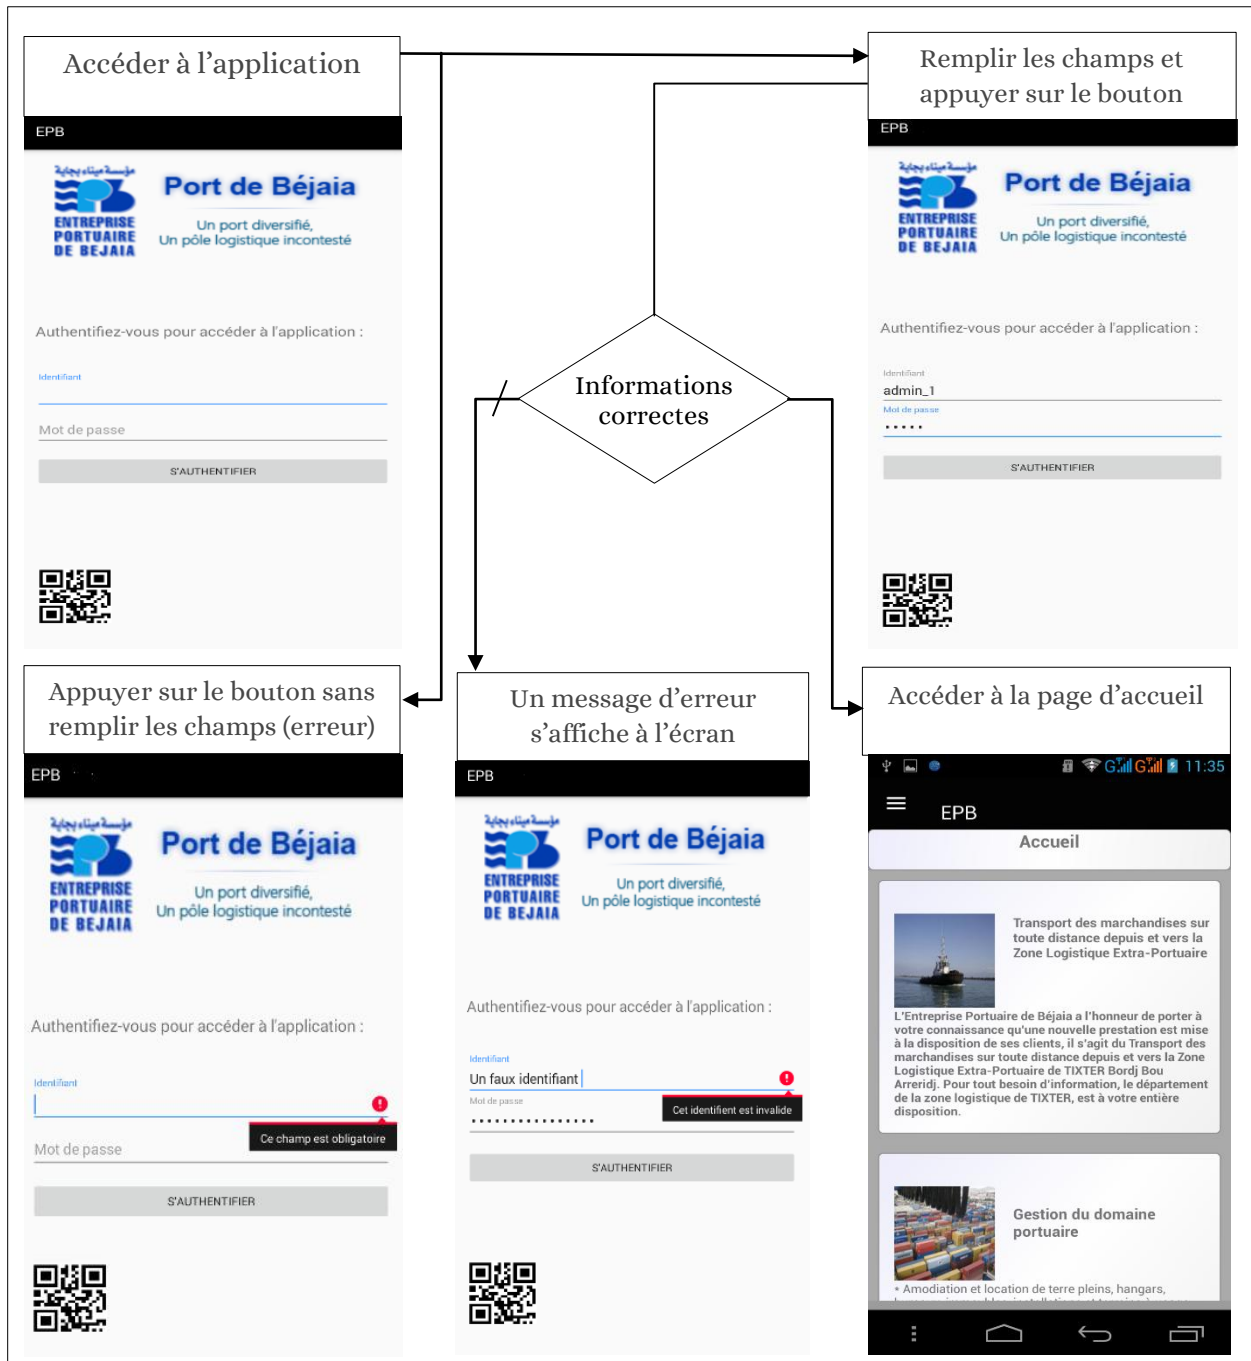 Accéder à l’application
EPB
مؤسسة ميناء بجاية
ENTREPRISE
PORTUAIRE
DE BEJAIA
Port de Béjaia
Un port diversifié,
Un pôle logistique incontesté
Authentifiez-vous pour accéder à l'application :
Identifiant
Mot de passe
S'AUTHENTIFIER
Remplir les champs et
appuyer sur le bouton
EPB
مؤسسة ميناء بجاية
ENTREPRISE
PORTUAIRE
DE BEJAIA
Port de Béjaia
Un port diversifié,
Un pôle logistique incontesté
Authentifiez-vous pour accéder à l'application :
Identifiant
admin_1
Mot de passe
•••••
S'AUTHENTIFIER
Informations
correctes
Appuyer sur le bouton sans
remplir les champs (erreur)
EPB
مؤسسة ميناء بجاية
ENTREPRISE
PORTUAIRE
DE BEJAIA
Port de Béjaia
Un port diversifié,
Un pôle logistique incontesté
Authentifiez-vous pour accéder à l'application :
Identifiant
Ce champ est obligatoire
Mot de passe
S'AUTHENTIFIER
Un message d’erreur
s’affiche à l’écran
EPB
مؤسسة ميناء بجاية
ENTREPRISE
PORTUAIRE
DE BEJAIA
Port de Béjaia
Un port diversifié,
Un pôle logistique incontesté
Authentifiez-vous pour accéder à l'application :
Identifiant
Un faux identifiant
Mot de passe
Cet identifient est invalide
••••••••••••••••
S'AUTHENTIFIER
Accéder à la page d’accueil
G G 11:35
EPB
Accueil
Transport des marchandises sur
toute distance depuis et vers la
Zone Logistique Extra-Portuaire
L'Entreprise Portuaire de Béjaia a l'honneur de porter à
votre connaissance qu'une nouvelle prestation est mise
à la disposition de ses clients, il s'agit du Transport des
marchandises sur toute distance depuis et vers la Zone
Logistique Extra-Portuaire de TIXTER Bordj Bou
Arreridj. Pour tout besoin d'information, le département
de la zone logistique de TIXTER, est à votre entière
disposition.
Gestion du domaine
portuaire
* Amodiation et location de terre pleins, hangars,